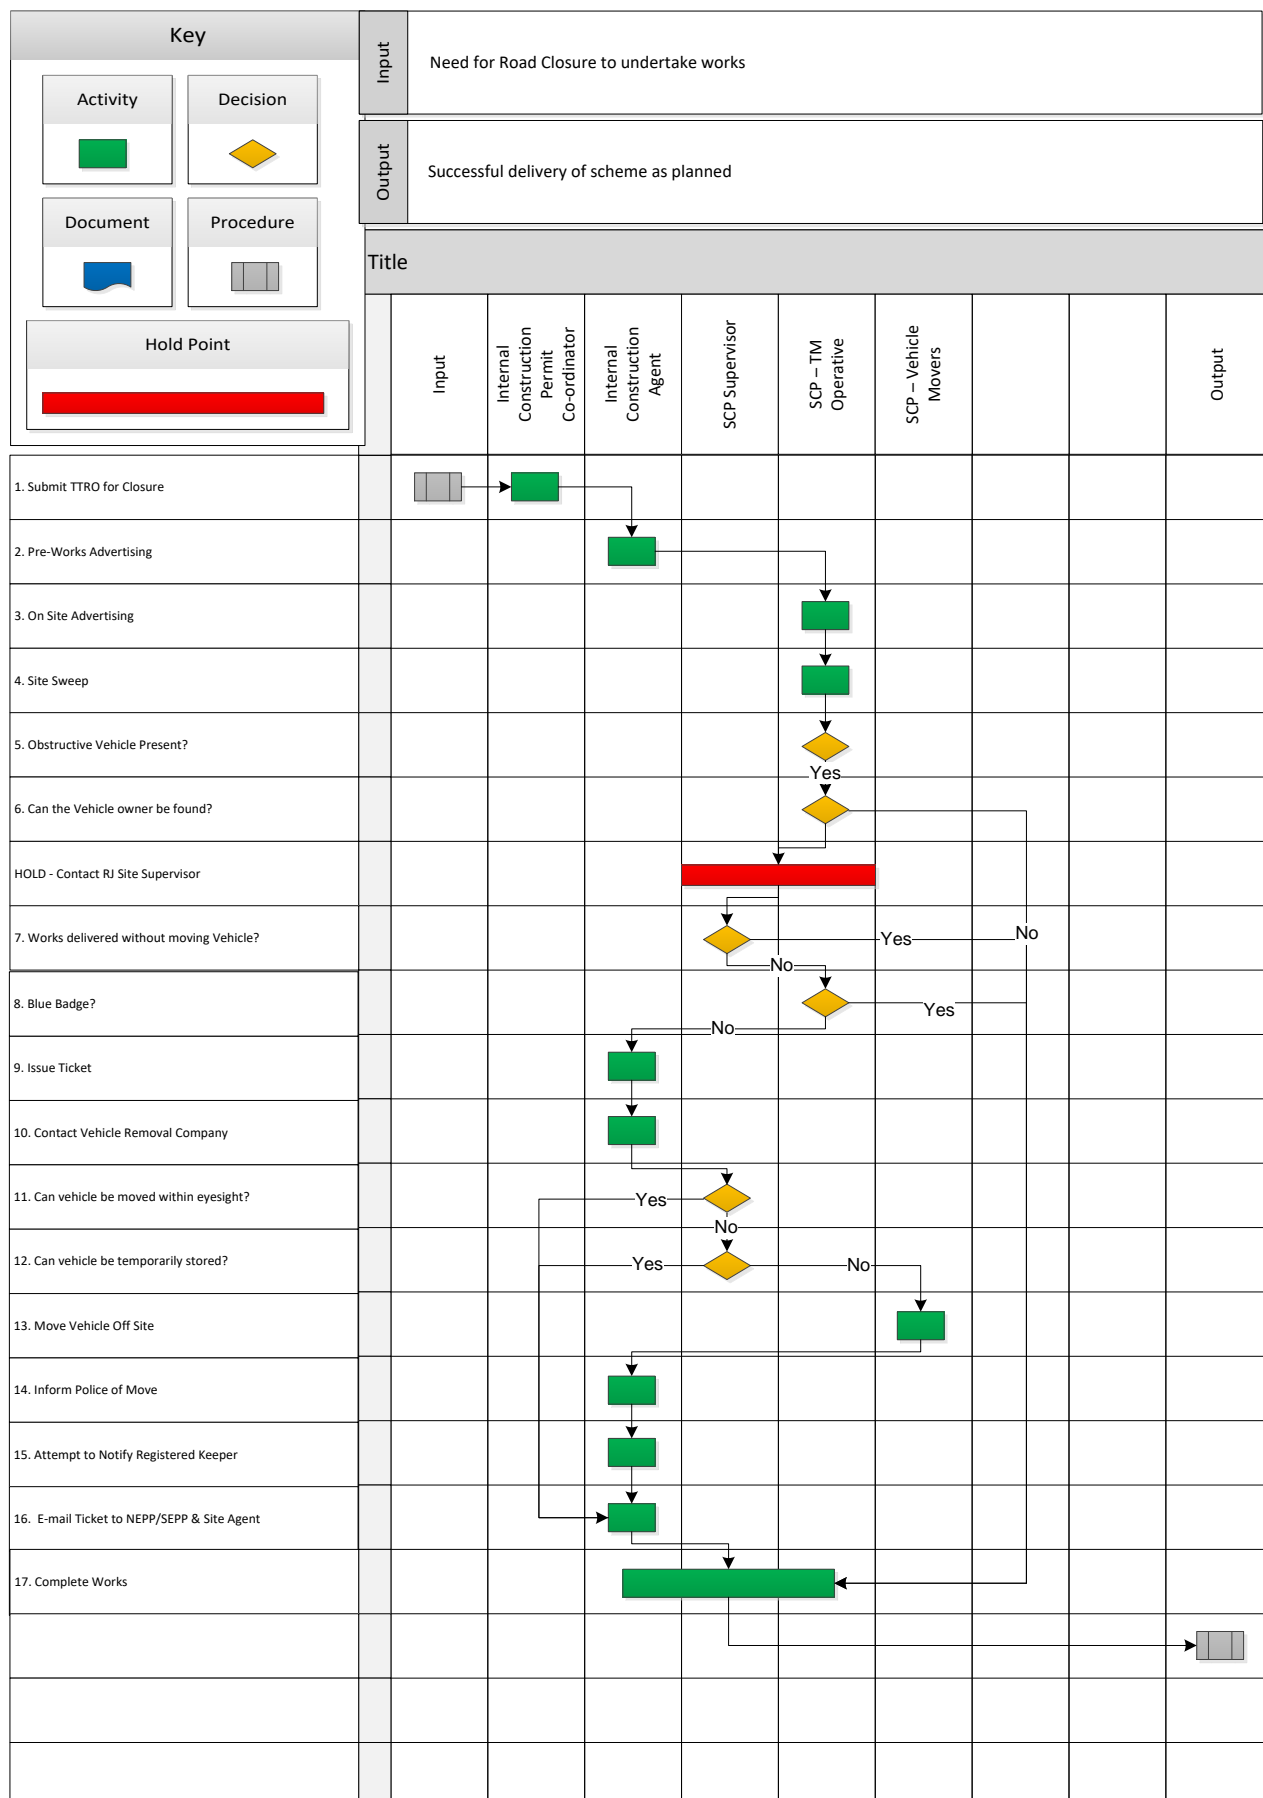 Key
Activity
Decision
Document
Procedure
Hold Point
Input
Need for Road Closure to undertake works
Output
Successful delivery of scheme as planned
Title
Input
Internal
Construction
Permit
Co-ordinator
Internal
Construction
Agent
SCP Supervisor
SCP – TM
Operative
SCP – Vehicle
Movers
Output
1. Submit TTRO for Closure
2. Pre-Works Advertising
3. On Site Advertising
4. Site Sweep
5. Obstructive Vehicle Present?
Yes
6. Can the Vehicle owner be found?
HOLD - Contact RJ Site Supervisor
7. Works delivered without moving Vehicle?
Yes
No
No
8. Blue Badge?
Yes
No
9. Issue Ticket
10. Contact Vehicle Removal Company
11. Can vehicle be moved within eyesight?
Yes
No
12. Can vehicle be temporarily stored?
Yes
No
13. Move Vehicle Off Site
14. Inform Police of Move
15. Attempt to Notify Registered Keeper
16. E-mail Ticket to NEPP/SEPP & Site Agent
17. Complete Works